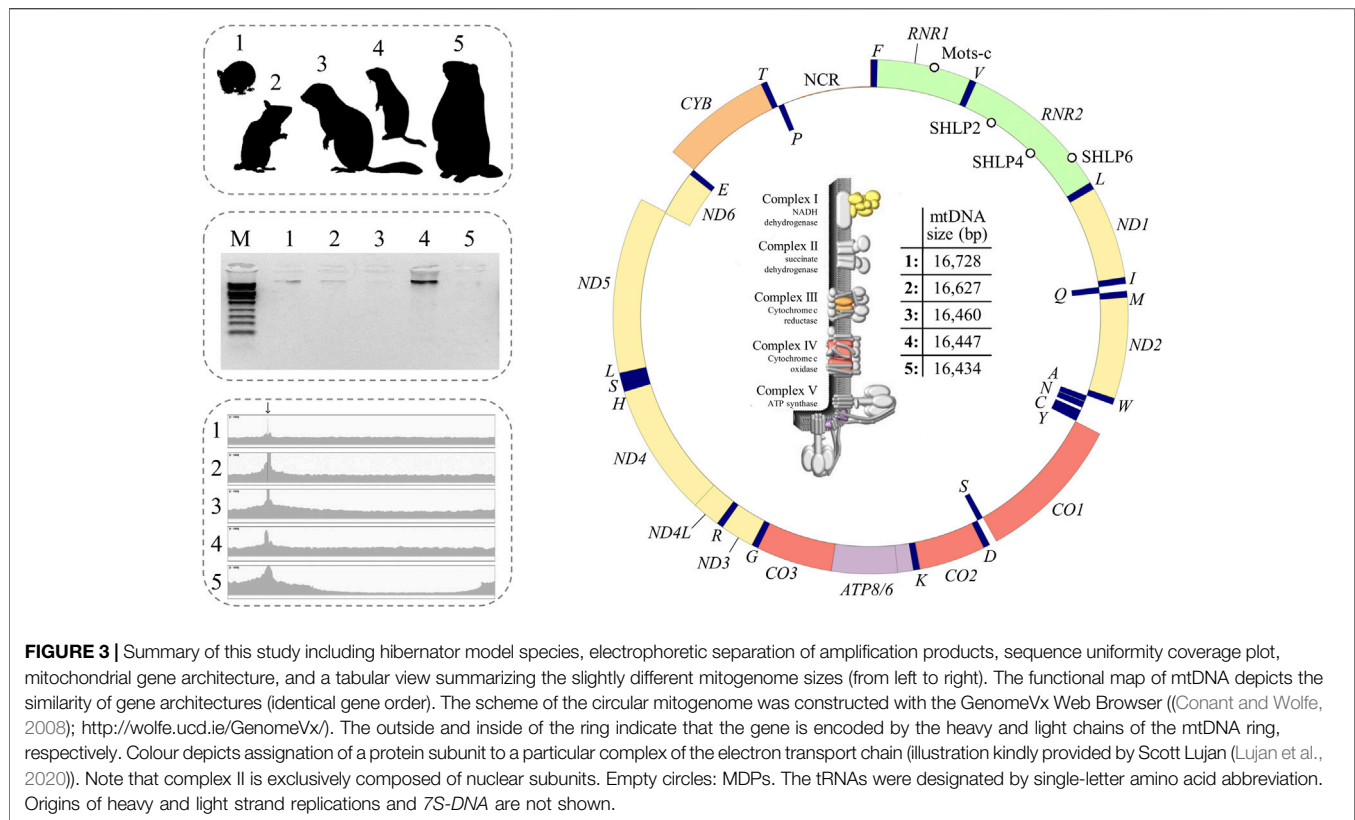 1
2
3
4
5
M 1 2 3 4 5
↓
1
2
3
4
5
F
RNR1
Mots-c
V
RNR2
SHLP2
SHLP4
SHLP6
L
ND1
I
Q
M
ND2
A
N
C
Y
W
CO1
S
D
CO2
K
ATP8/6
CO3
G
ND3
R
ND4L
ND4
H
S
L
ND5
ND6
E
CYB
T
P
NCR
Complex I
NADH
dehydrogenase
Complex II
succinate
dehydrogenase
Complex III
Cytochrome c
reductase
Complex IV
Cytochrome c
oxidase
Complex V
ATP synthase
mtDNA
size (bp)
1: 16,728
2: 16,627
3: 16,460
4: 16,447
5: 16,434
FIGURE 3 | Summary of this study including hibernator model species, electrophoretic separation of amplification products, sequence uniformity coverage plot,
mitochondrial gene architecture, and a tabular view summarizing the slightly different mitogenome sizes (from left to right). The functional map of mtDNA depicts the
similarity of gene architectures (identical gene order). The scheme of the circular mitogenome was constructed with the GenomeVx Web Browser ((Conant and Wolfe,
2008); http://wolfe.ucd.ie/GenomeVx/). The outside and inside of the ring indicate that the gene is encoded by the heavy and light chains of the mtDNA ring,
respectively. Colour depicts assignation of a protein subunit to a particular complex of the electron transport chain (illustration kindly provided by Scott Lujan (Lujan et al.,
2020)). Note that complex II is exclusively composed of nuclear subunits. Empty circles: MDPs. The tRNAs were designated by single-letter amino acid abbreviation.
Origins of heavy and light strand replications and 7S-DNA are not shown.